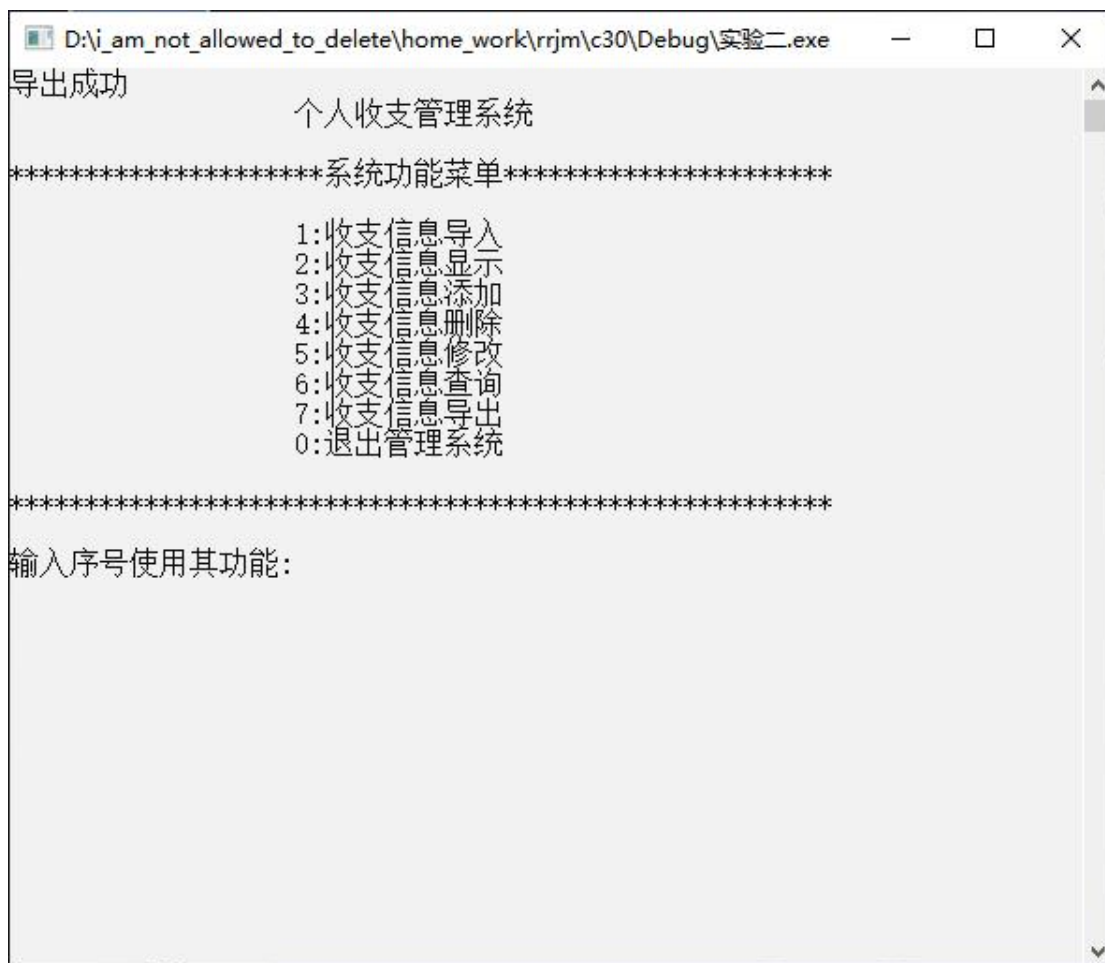 D:\i_am_not_allowed_to_delete\home_work\rrjm\c30\Debug\实验二.exe
导出成功
个人收支管理系统
*********************系统功能菜单**********************
1:收支信息导入
2:收支信息显示
3:收支信息添加
4:收支信息删除
5:收支信息修改
6:收支信息查询
7:收支信息导出
0:退出管理系统
*******************************************************
输入序号使用其功能: